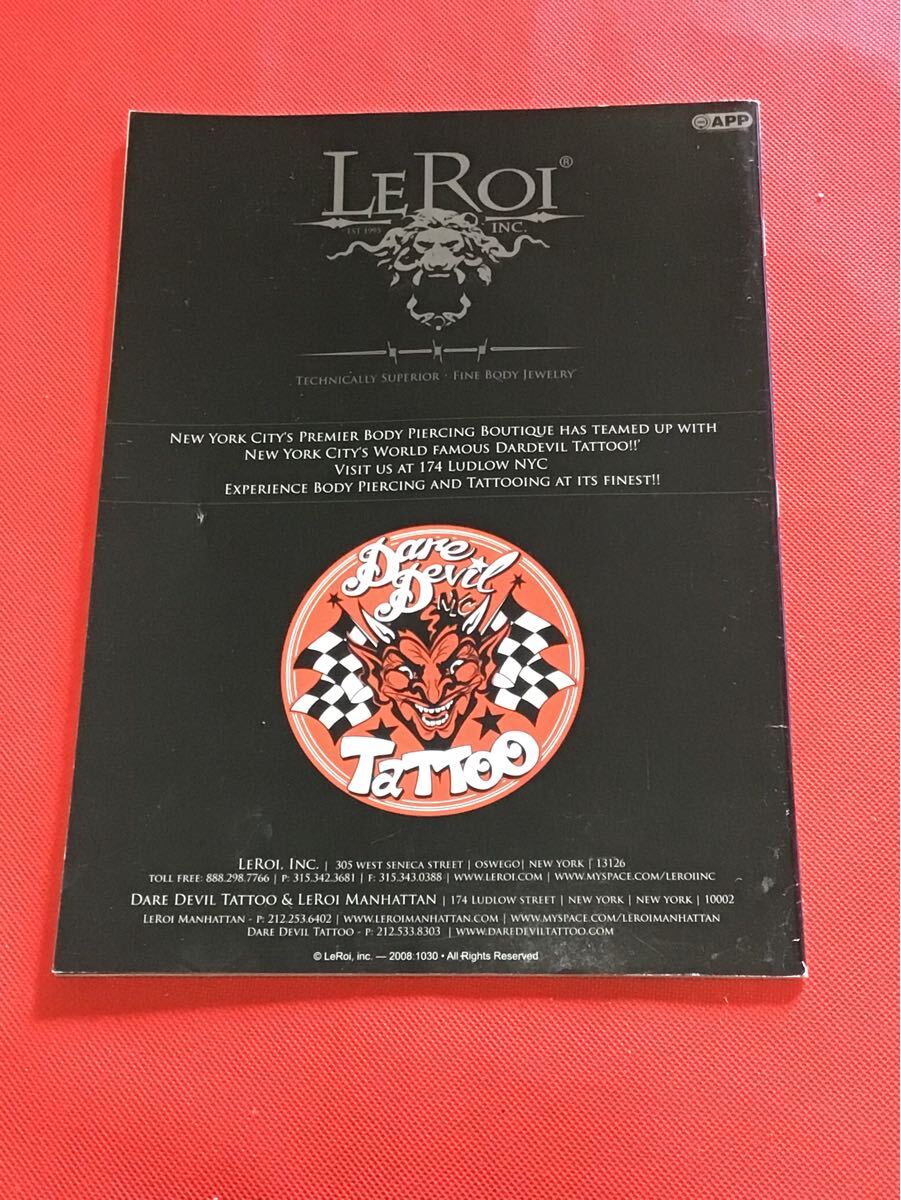 APP
LEROI®
EST 1995 INC.
TECHNICALLY SUPERIOR · FINE BODY JEWELRY
NEW YORK CITY'S PREMIER BODY PIERCING BOUTIQUE HAS TEAMED UP WITH
NEW YORK CITY'S WORLD FAMOUS DARDEVIL TATTOO!!'
VISIT US AT 174 LUDLOW NYC
EXPERIENCE BODY PIERCING AND TATTOOING AT ITS FINEST!!
Dare
Devil
NYC
TaTTOO
LEROI, INC. | 305 WEST SENECA STREET | OSWEGO| NEW YORK | 13126
TOLL FREE: 888.298.7766 | P: 315.342.3681 | F: 315.343.0388 | WWW.LEROI.COM | WWW.MYSPACE.COM/LEROIINC
DARE DEVIL TATTOO & LEROI MANHATTAN | 174 LUDLOW STREET | NEW YORK | NEW YORK | 10002
LEROI MANHATTAN - P: 212.253.6402 | WWW.LEROIMANHATTAN.COM | WWW.MYSPACE.COM/LEROIMANHATTAN
DARE DEVIL TATTOO - P: 212.533.8303 | WWW.DAREDEVILTATTOO.COM
© LeRoi, inc. — 2008.1030 • All Rights Reserved